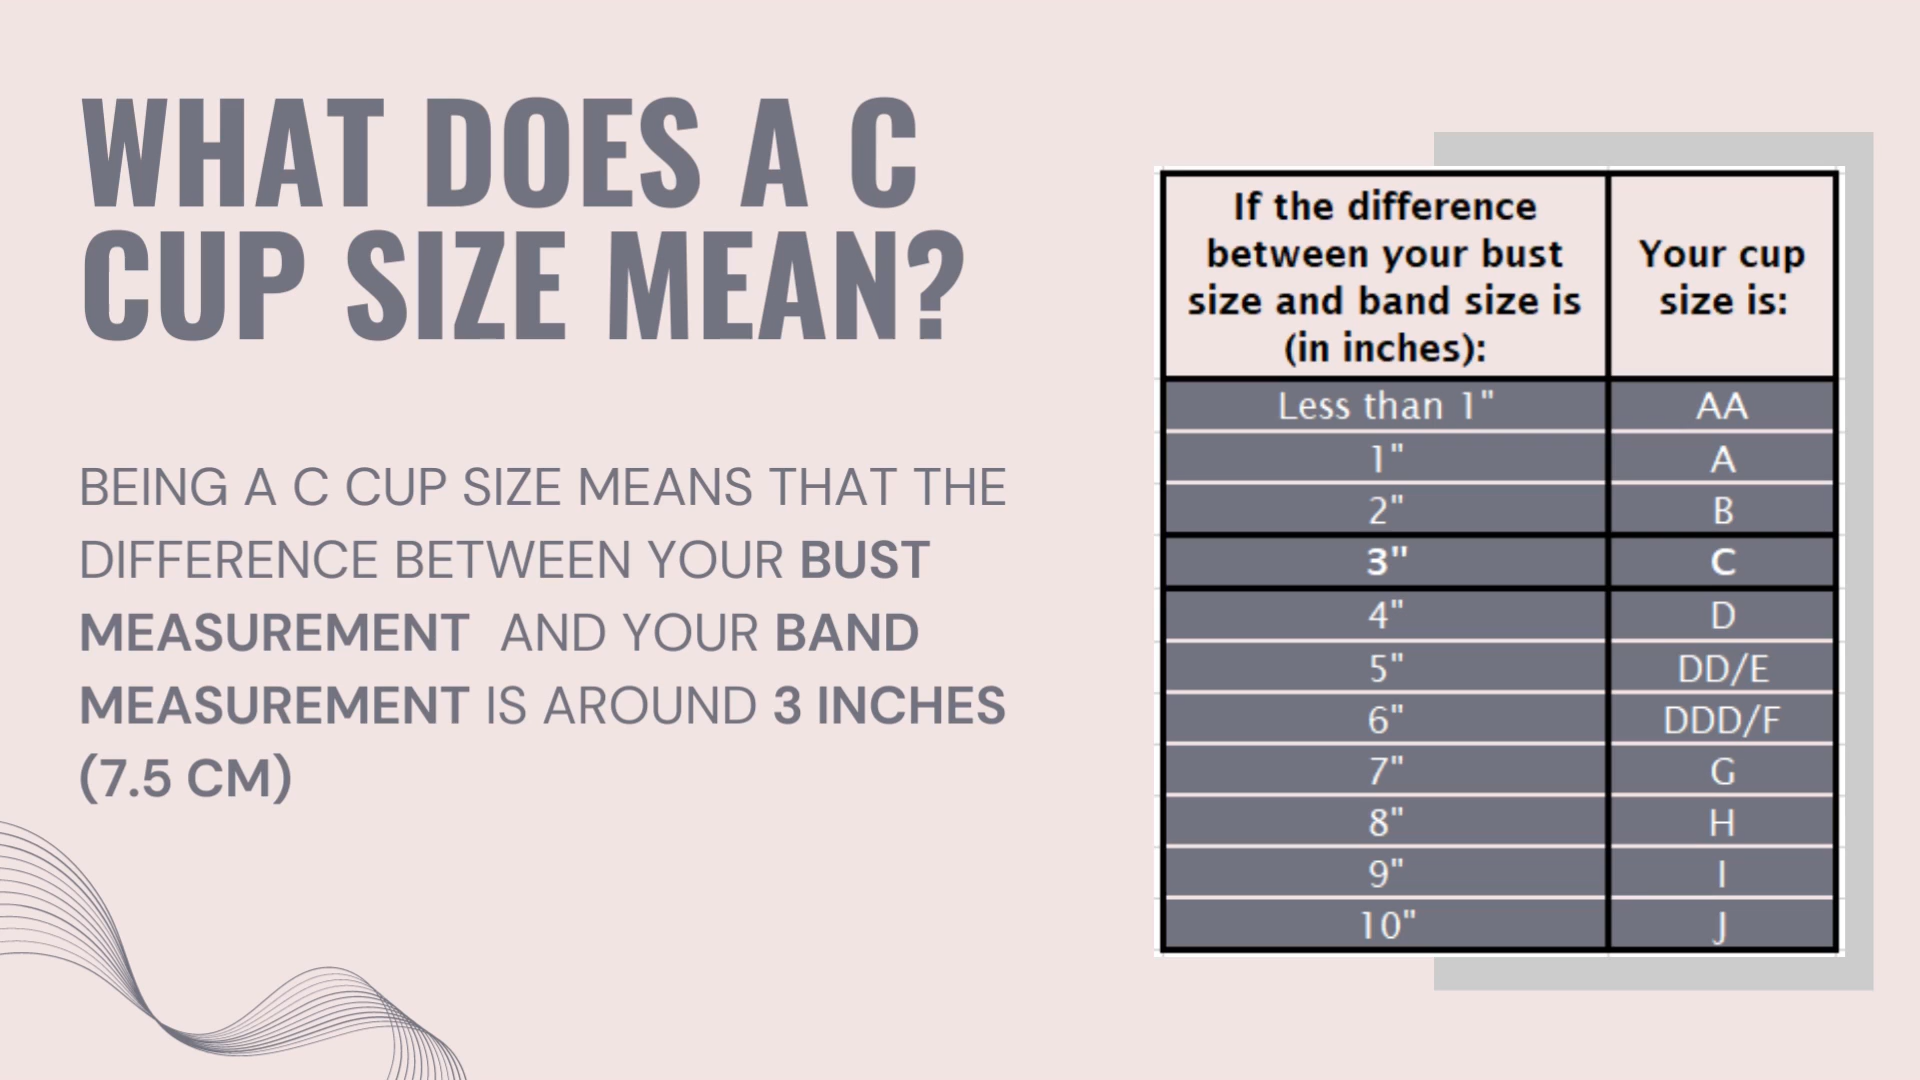 WHAT DOES A C
CUP SIZE MEAN?
BEING A C CUP SIZE MEANS THAT THE
DIFFERENCE BETWEEN YOUR BUST
MEASUREMENT AND YOUR BAND
MEASUREMENT IS AROUND 3 INCHES
(7.5 CM)
If the difference
between your bust
size and band size is
(in inches):
Your cup
size is:
Less than 1" AA
1" A
2" B
3" C
4" D
5" DD/E
6" DDD/F
7" G
8" H
9" I
10" J